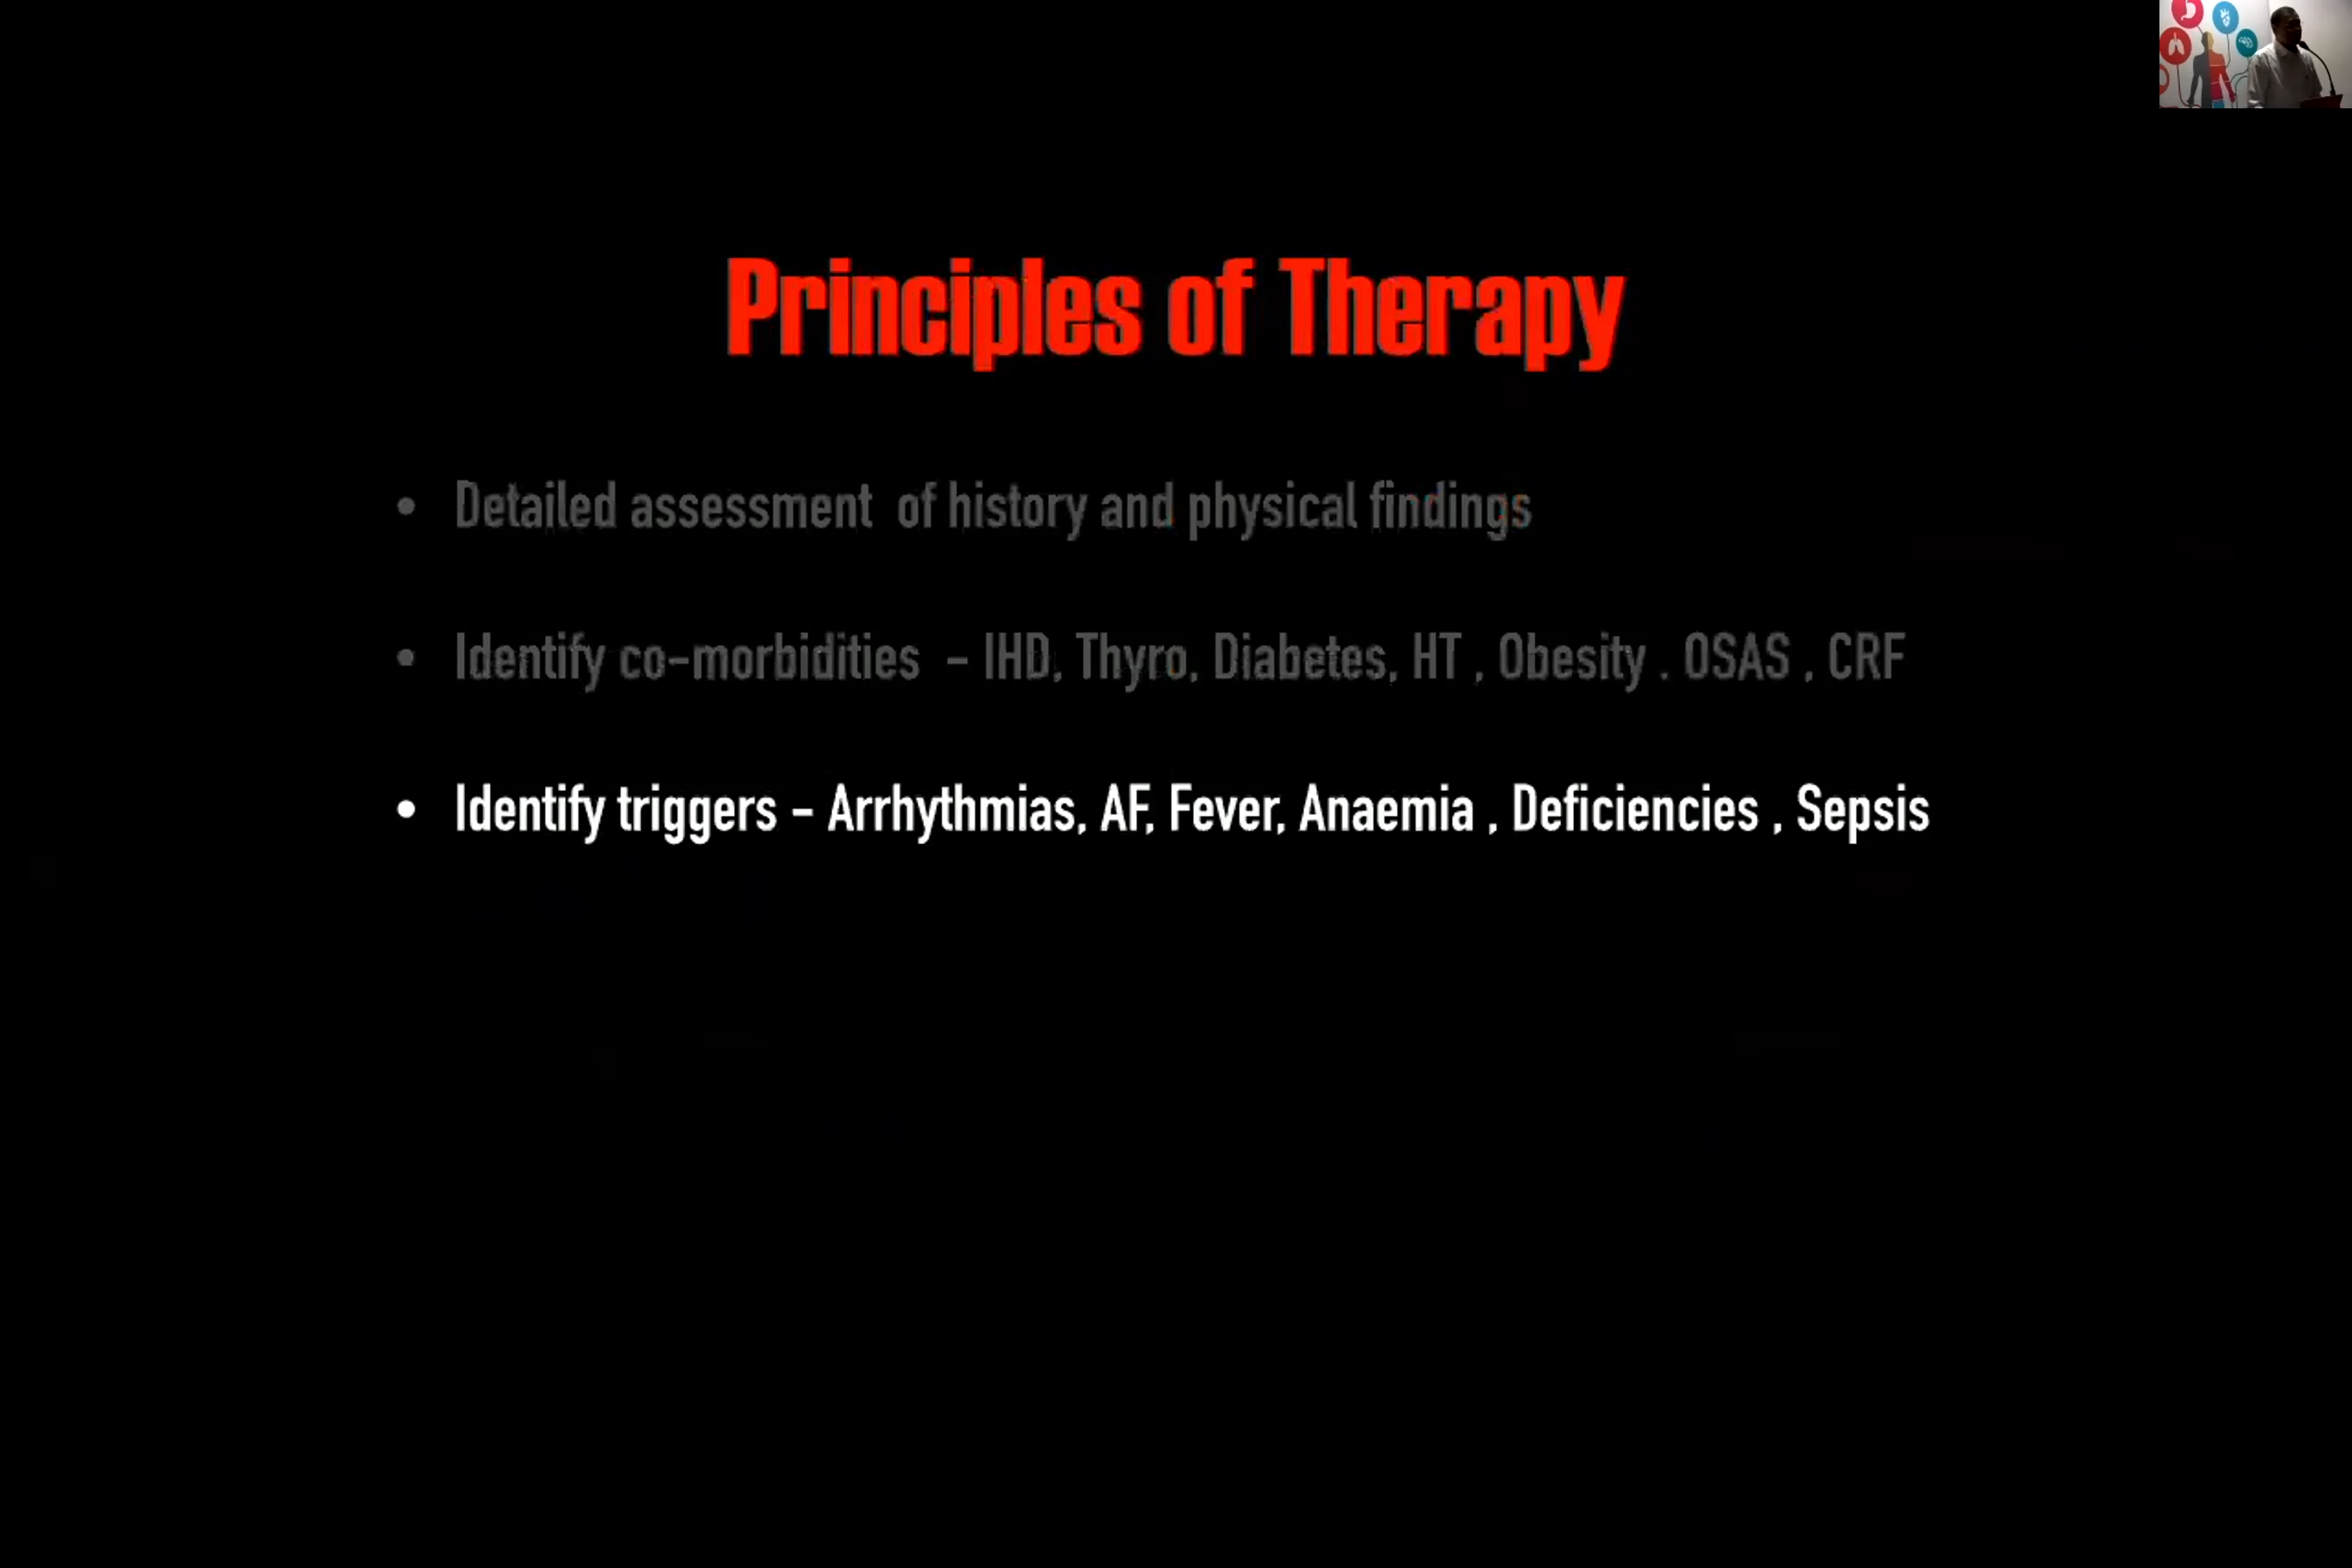 Principles of Therapy
• Detailed assessment of history and physical findings
• Identify co-morbidities - IHD, Thyro, Diabetes, HT , Obesity . OSAS , CRF
• Identify triggers - Arrhythmias, AF, Fever, Anaemia , Deficiencies , Sepsis